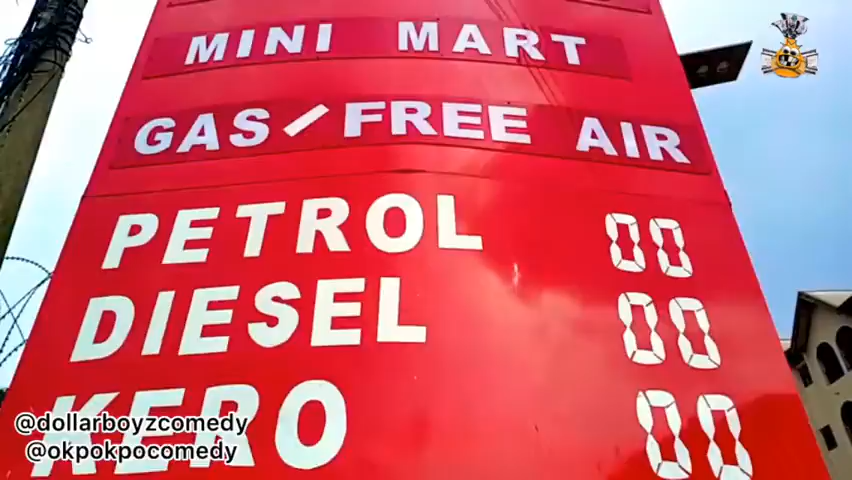 MINI MART
GAS/FREE AIR
PETROL 00
DIESEL 00
KERO 00
@dollarboyzcomedy
@okpokpocomedy